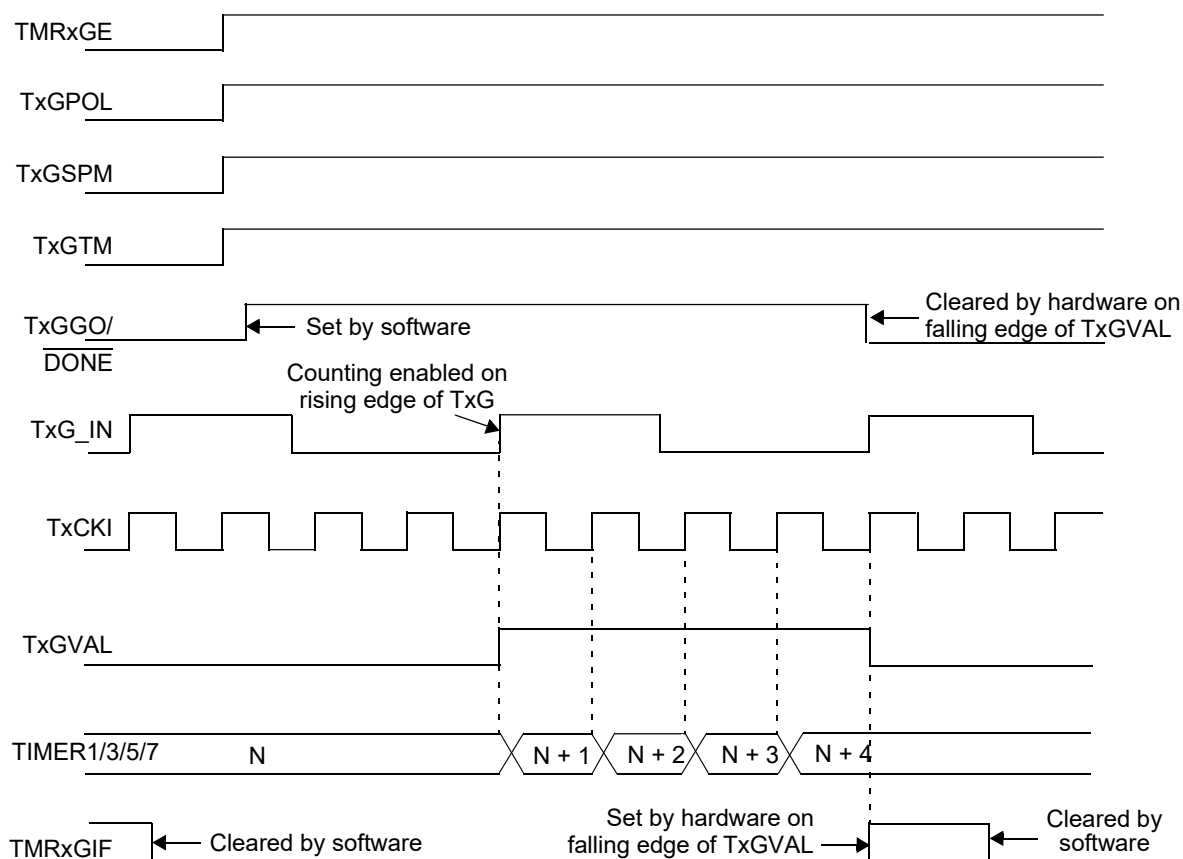 TMRxGE
TxGPOL
TxGSPM
TxGTM
TxGGO/
DONE
Set by software
Cleared by hardware on
falling edge of TxGVAL
Counting enabled on
rising edge of TxG
TxG_IN
TxCKI
TxGVAL
TIMER1/3/5/7
N
N + 1
N + 2
N + 3
N + 4
TMRxGIF
Cleared by software
Set by hardware on
falling edge of TxGVAL
Cleared by
software